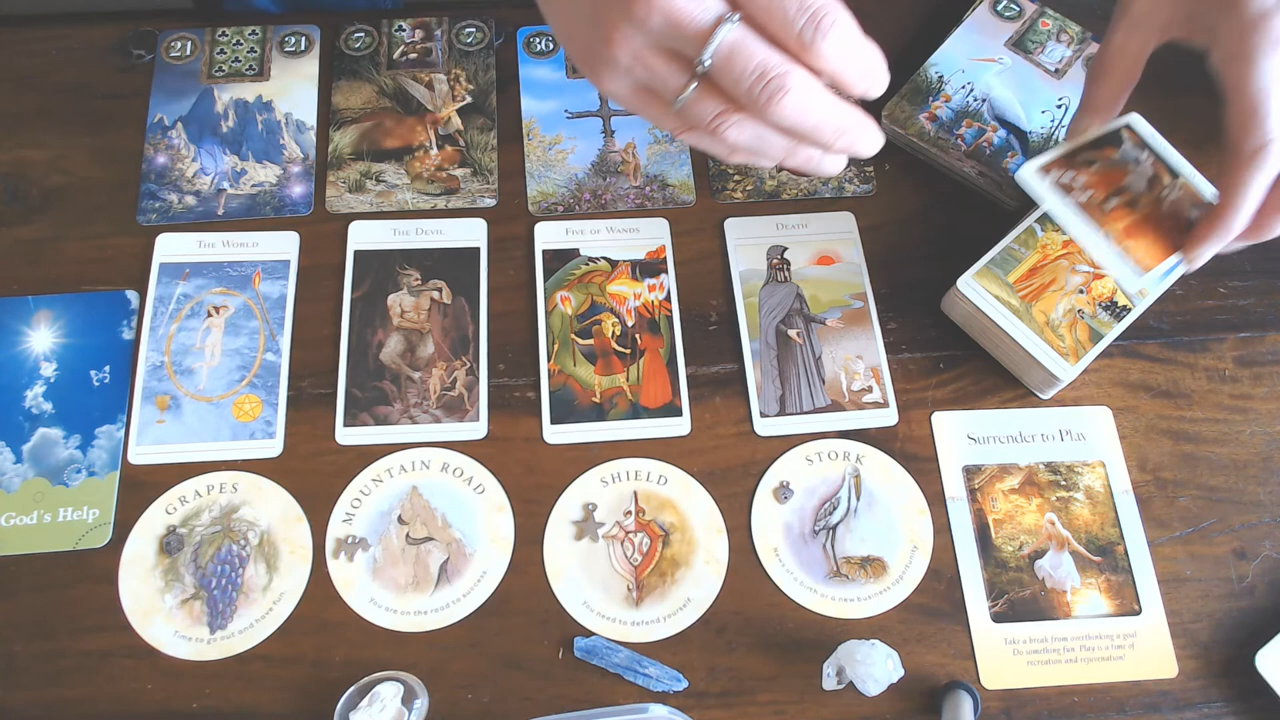 21 21
7 7
36
17
THE WORLD
THE DEVIL
FIVE OF WANDS
DEATH
God's Help
GRAPES
Time to go out and have fun.
MOUNTAIN ROAD
You are on the road to success.
SHIELD
You need to defend yourself.
STORK
News of a birth or a new business opportunity.
Surrender to Play
Take a break from overthinking a goal.
Do something fun. Play is a time of
recreation and rejuvenation!